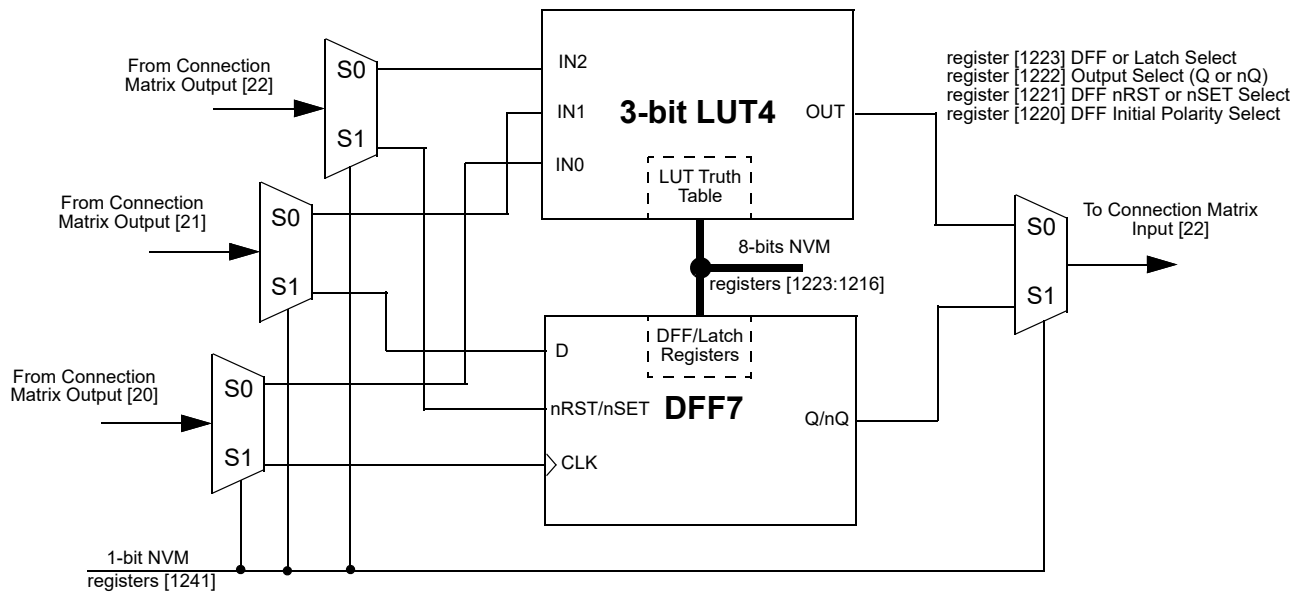 From Connection
Matrix Output [22]
S0
S1
IN2
IN1
IN0
3-bit LUT4
OUT
LUT Truth
Table
register [1223] DFF or Latch Select
register [1222] Output Select (Q or nQ)
register [1221] DFF nRST or nSET Select
register [1220] DFF Initial Polarity Select
From Connection
Matrix Output [21]
S0
S1
8-bits NVM
registers [1223:1216]
S0
S1
To Connection Matrix
Input [22]
From Connection
Matrix Output [20]
S0
S1
DFF/Latch
Registers
D
nRST/nSET
DFF7
Q/nQ
CLK
1-bit NVM
registers [1241]